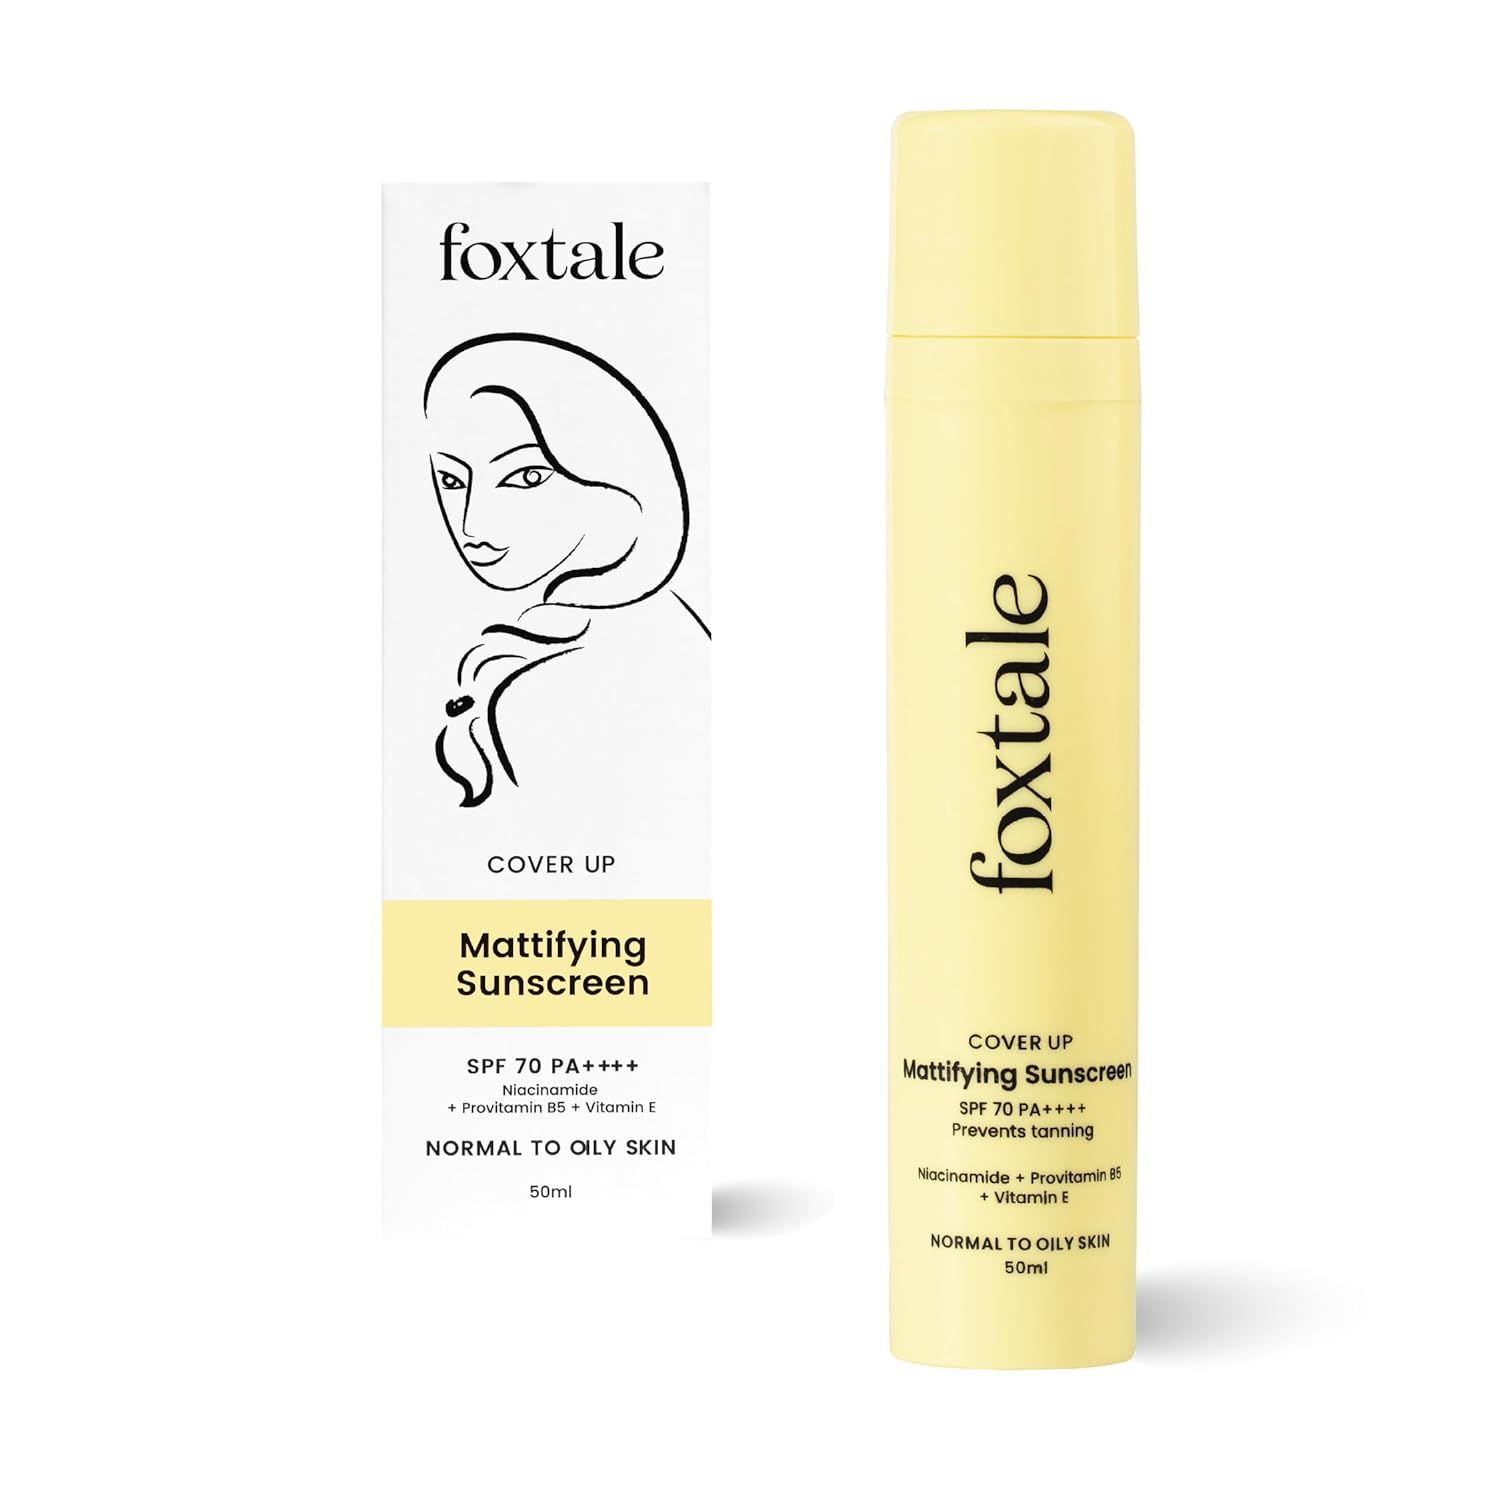 foxtale
COVER UP
Mattifying
Sunscreen
SPF 70 PA++++
Niacinamide
+ Provitamin B5 + Vitamin E
NORMAL TO OILY SKIN
50ml
foxtale
COVER UP
Mattifying Sunscreen
SPF 70 PA++++
Prevents tanning
Niacinamide + Provitamin B5
+ Vitamin E
NORMAL TO OILY SKIN
50ml